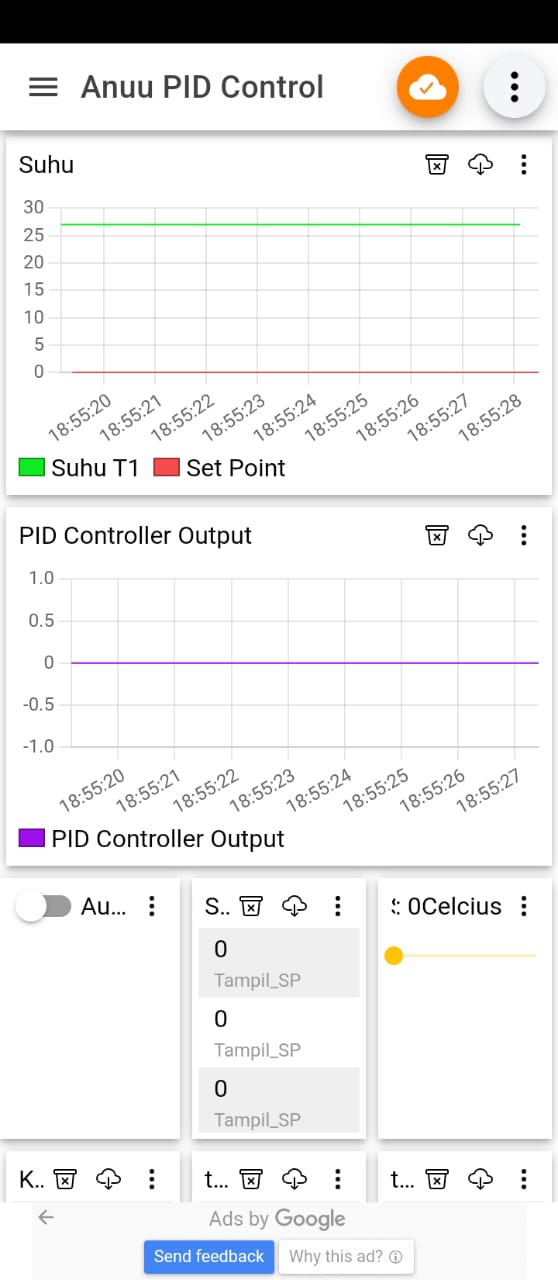 Anuu PID Control
Suhu
30
25
20
15
10
5
0
18:55:20 18:55:21 18:55:22 18:55:23 18:55:24 18:55:25 18:55:26 18:55:27 18:55:28
Suhu T1 Set Point
PID Controller Output
1.0
0.5
0
-0.5
-1.0
18:55:20 18:55:21 18:55:22 18:55:23 18:55:24 18:55:25 18:55:26 18:55:27
PID Controller Output
Au... S.. : 0Celcius
0
Tampil_SP
0
Tampil_SP
0
Tampil_SP
K.. t... t...
Ads by Google
Send feedback Why this ad?